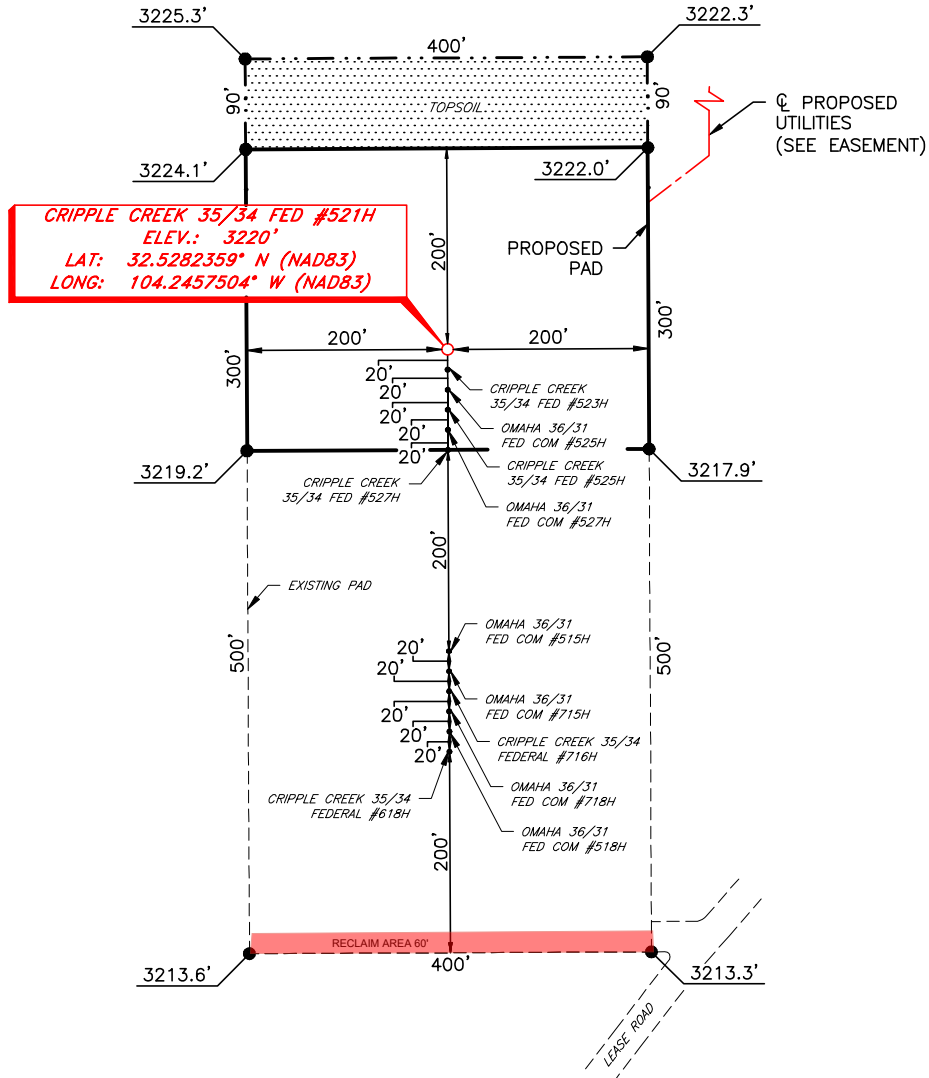 3225.3'
3222.3'
400'
90'
TOPSOIL
90'
℄ PROPOSED
UTILITIES
(SEE EASEMENT)
3224.1'
3222.0'
CRIPPLE CREEK 35/34 FED #521H
ELEV.: 3220'
LAT: 32.5282359° N (NAD83)
LONG: 104.2457504° W (NAD83)
200'
PROPOSED
PAD
300'
200'
200'
300'
20'
20'
20'
20'
20'
CRIPPLE CREEK
35/34 FED #523H
OMAHA 36/31
FED COM #525H
CRIPPLE CREEK
35/34 FED #525H
OMAHA 36/31
FED COM #527H
CRIPPLE CREEK
35/34 FED #527H
3219.2'
3217.9'
200'
EXISTING PAD
500'
500'
OMAHA 36/31
FED COM #515H
20'
20'
20'
20'
20'
OMAHA 36/31
FED COM #715H
CRIPPLE CREEK 35/34
FEDERAL #716H
OMAHA 36/31
FED COM #718H
OMAHA 36/31
FED COM #518H
CRIPPLE CREEK 35/34
FEDERAL #618H
200'
RECLAIM AREA 60'
400'
3213.6'
3213.3'
LEASE ROAD